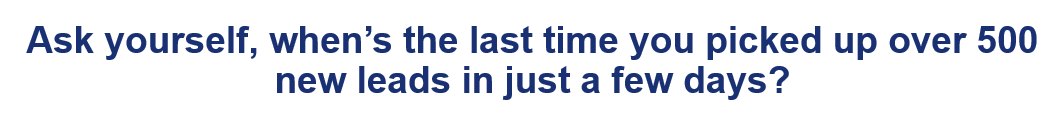 Ask yourself, when’s the last time you picked up over 500
new leads in just a few days?